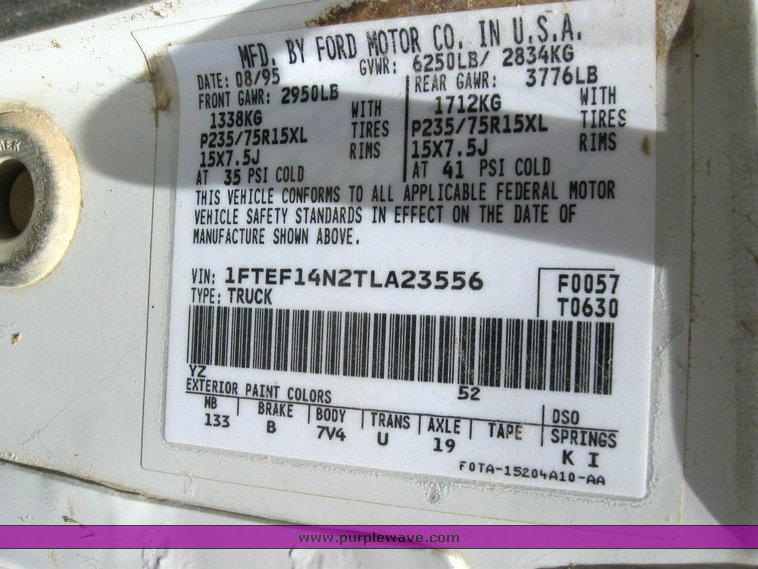 MFD. BY FORD MOTOR CO. IN U.S.A.
DATE: 08/95 GVWR: 6250LB/ 2834KG
FRONT GAWR: 2950LB REAR GAWR: 3776LB
1338KG WITH 1712KG WITH
P235/75R15XL TIRES P235/75R15XL TIRES
15X7.5J RIMS 15X7.5J RIMS
AT 35 PSI COLD AT 41 PSI COLD
THIS VEHICLE CONFORMS TO ALL APPLICABLE FEDERAL MOTOR
VEHICLE SAFETY STANDARDS IN EFFECT ON THE DATE OF
MANUFACTURE SHOWN ABOVE.
VIN: 1FTEF14N2TLA23556 F0057
TYPE: TRUCK T0630
YZ 52
EXTERIOR PAINT COLORS DSO
WB BRAKE BODY TRANS AXLE TAPE SPRINGS
133 B 7V4 U 19 K I
F0TA-15204A10-AA
www.purplewave.com